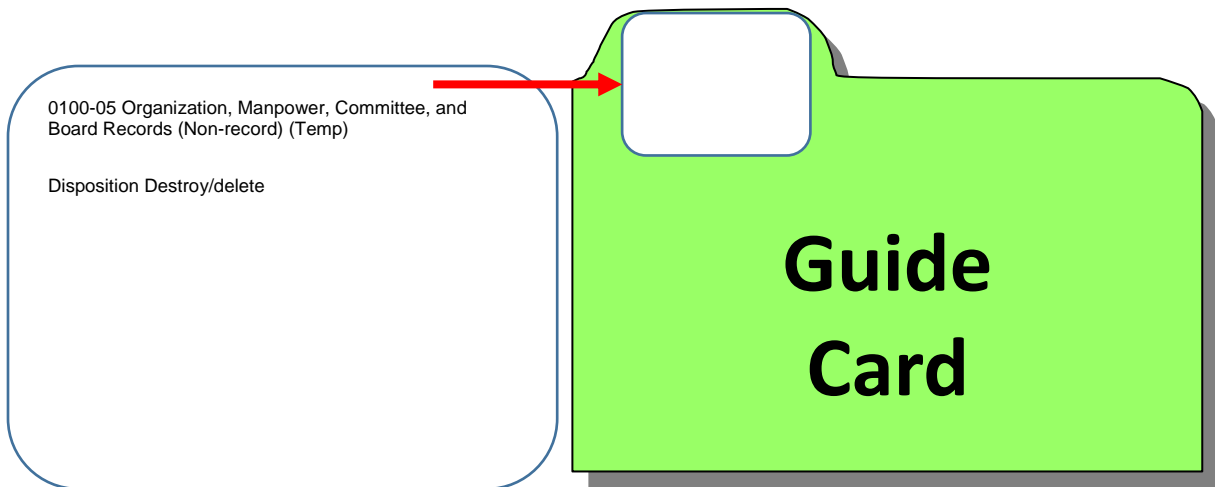 0100-05 Organization, Manpower, Committee, and
Board Records (Non-record) (Temp)
Disposition Destroy/delete
Guide
Card